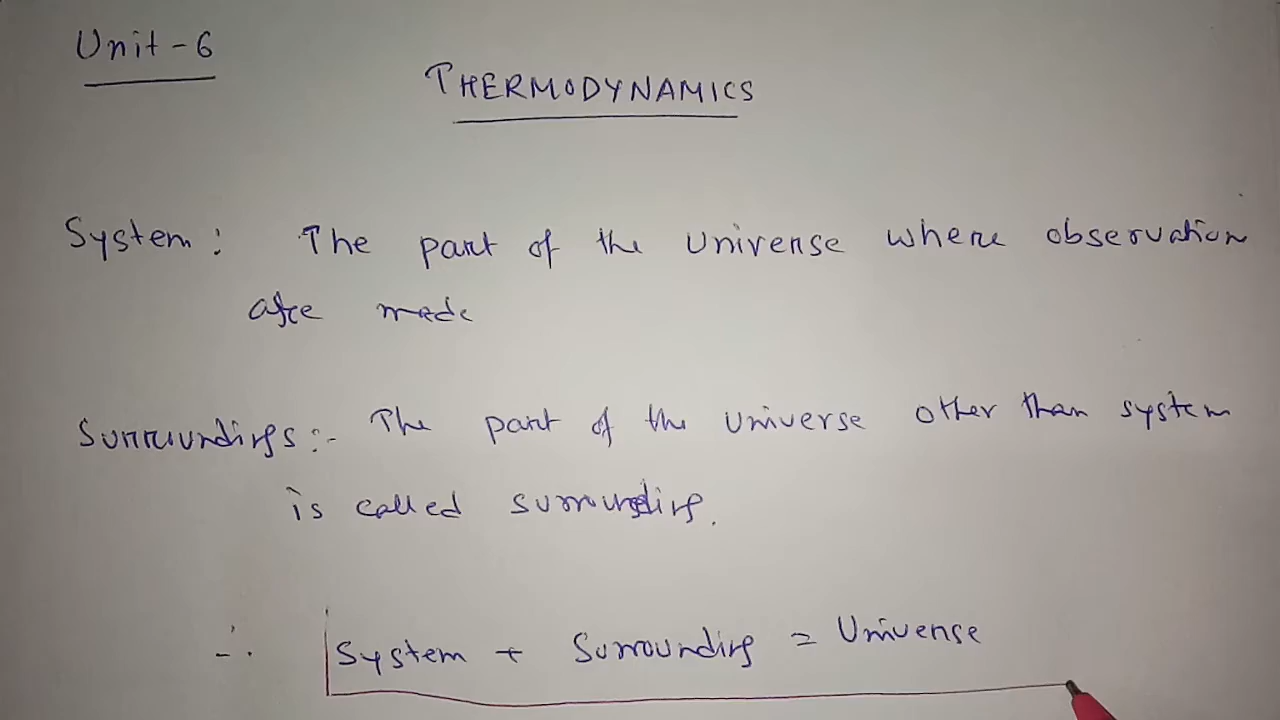 Unit-6
THERMODYNAMICS
System: The part of the universe where observation
are made
Surroundings:- The part of the universe other than system
is called surrounding.
∴ System + Surrounding = Universe